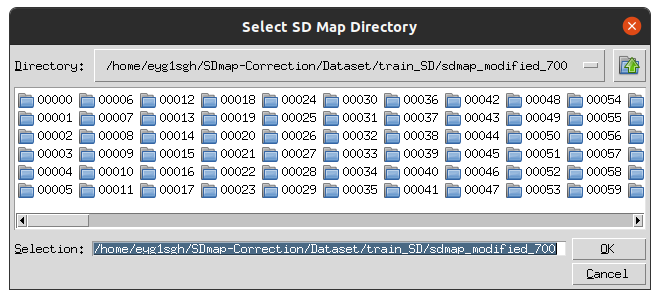 Select SD Map Directory
Directory: /home/eyg1sgh/SDmap-Correction/Dataset/train_SD/sdmap_modified_700
00000 00006 00012 00018 00024 00030 00036 00042 00048 00054
00001 00007 00013 00019 00025 00031 00037 00043 00049 00055
00002 00008 00014 00020 00026 00032 00038 00044 00050 00056
00003 00009 00015 00021 00027 00033 00039 00045 00051 00057
00004 00010 00016 00022 00028 00034 00040 00046 00052 00058
00005 00011 00017 00023 00029 00035 00041 00047 00053 00059
Selection: /home/eyg1sgh/SDmap-Correction/Dataset/train_SD/sdmap_modified_700 OK
Cancel